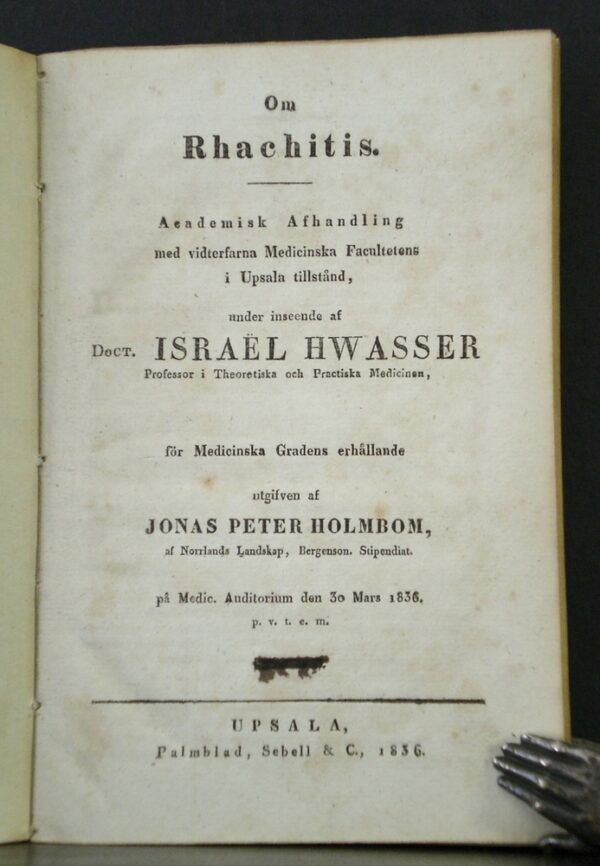 Om
Rhachitis.
Academisk Afhandling
med vidterfarna Medicinska Facultetens
i Upsala tillstånd,
under inseende af
Doct. ISRAËL HWASSER
Professor i Theoretiska och Practiska Medicinen,
för Medicinska Gradens erhållande
utgifven af
JONAS PETER HOLMBOM,
af Norrlands Landskap, Bergenson. Stipendiat.
på Medic. Auditorium den 30 Mars 1836.
p. v. t. e. m.
UPSALA,
Palmblad, Sebell & C., 1836.